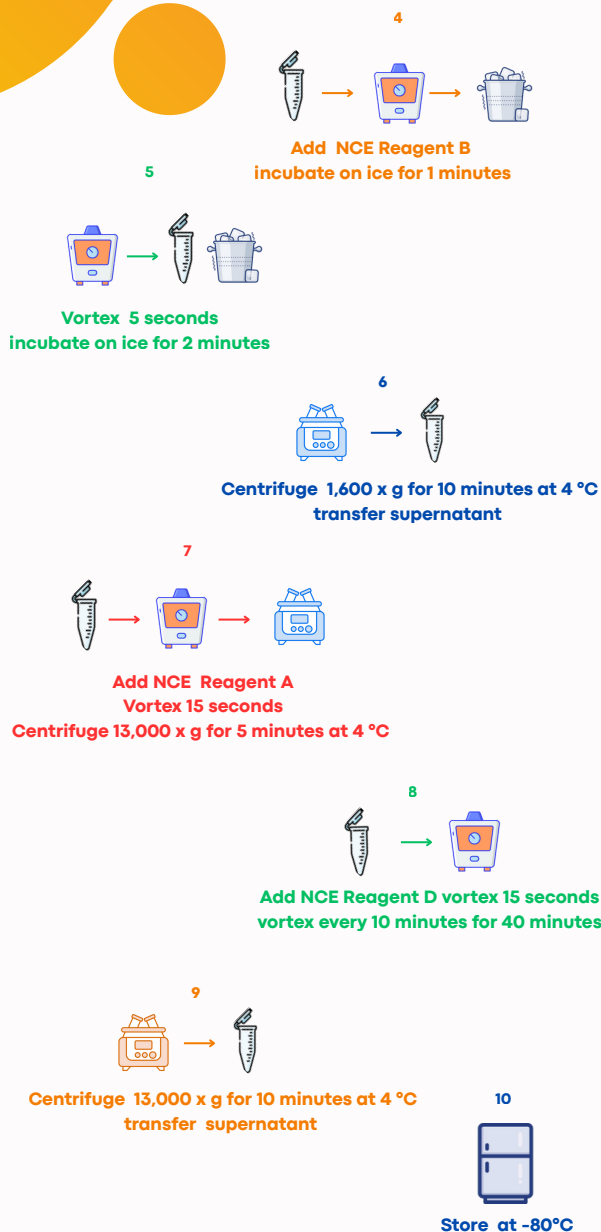 4
Add NCE Reagent B
incubate on ice for 1 minutes
5
Vortex 5 seconds
incubate on ice for 2 minutes
6
Centrifuge 1,600 x g for 10 minutes at 4 °C
transfer supernatant
7
Add NCE Reagent A
Vortex 15 seconds
Centrifuge 13,000 x g for 5 minutes at 4 °C
8
Add NCE Reagent D vortex 15 seconds
vortex every 10 minutes for 40 minutes
9
Centrifuge 13,000 x g for 10 minutes at 4 °C
transfer supernatant
10
Store at -80°C